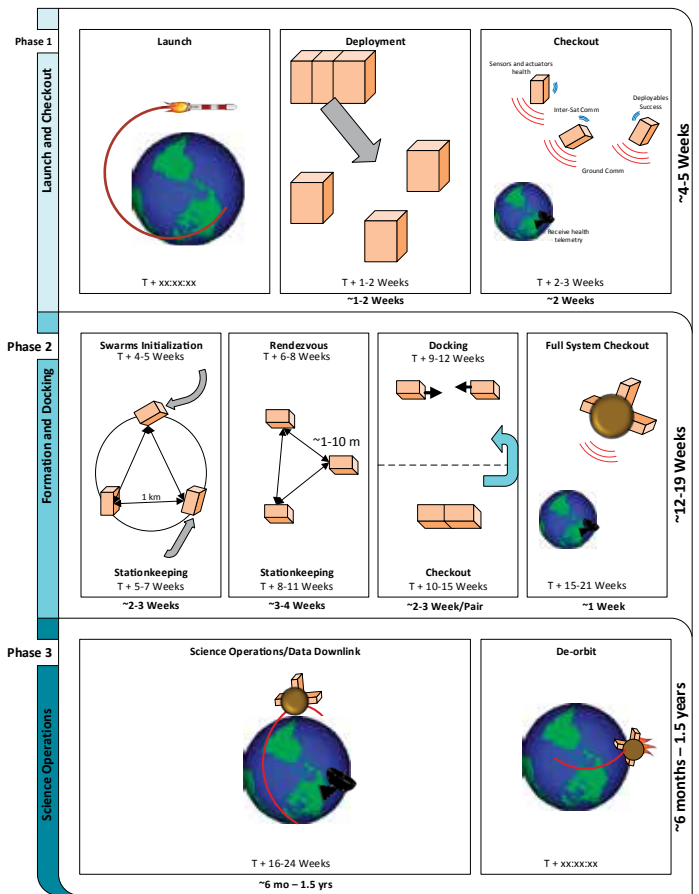 Phase 1
Launch and Checkout
Launch
T + xx:xx:xx
Deployment
T + 1-2 Weeks
~1-2 Weeks
Checkout
Sensors and actuators
health
Inter-Sat Comm
Deployables
Success
Ground Comm
Receive health
telemetry
T + 2-3 Weeks
~2 Weeks
~4-5 Weeks
Phase 2
Formation and Docking
Swarms Initialization
T + 4-5 Weeks
1 km
Stationkeeping
T + 5-7 Weeks
~2-3 Weeks
Rendezvous
T + 6-8 Weeks
~1-10 m
Stationkeeping
T + 8-11 Weeks
~3-4 Weeks
Docking
T + 9-12 Weeks
Checkout
T + 10-15 Weeks
~2-3 Week/Pair
Full System Checkout
T + 15-21 Weeks
~1 Week
~12-19 Weeks
Phase 3
Science Operations
Science Operations/Data Downlink
T + 16-24 Weeks
~6 mo – 1.5 yrs
De-orbit
T + xx:xx:xx
~6 months – 1.5 years